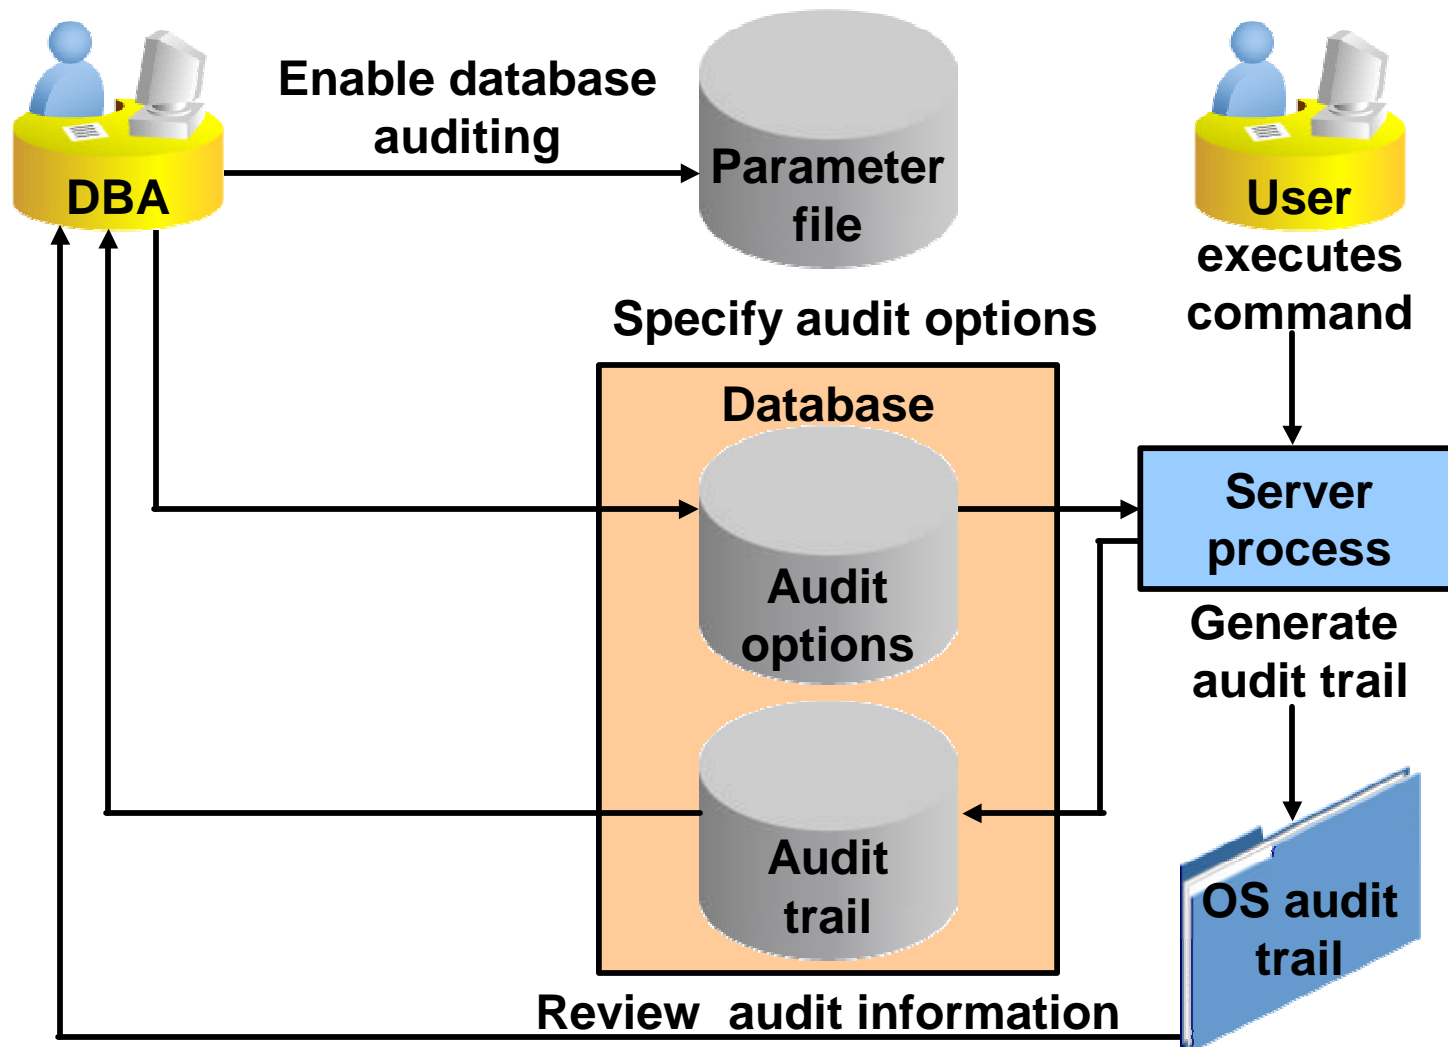 Enable database
auditing
DBA
Parameter
file
User
executes
command
Specify audit options
Database
Audit
options
Server
process
Generate
audit trail
Audit
trail
OS audit
trail
Review audit information